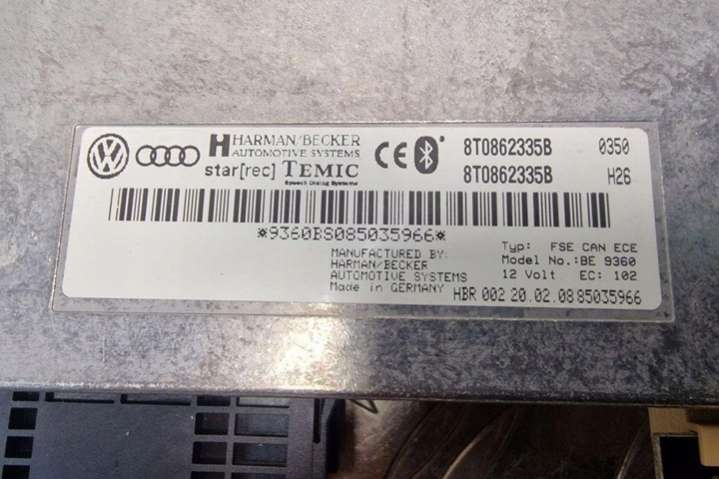 HARMAN/BECKER
AUTOMOTIVE SYSTEMS
star[rec] TEMIC
Speech Dialog Systems
CE
8T0862335B 0350
8T0862335B H26
*9360BS085035966*
MANUFACTURED BY:
HARMAN/BECKER
AUTOMOTIVE SYSTEMS
Made in GERMANY
Typ: FSE CAN ECE
Model No.:BE 9360
12 Volt EC: 102
HBR 002 20.02.08 85035966